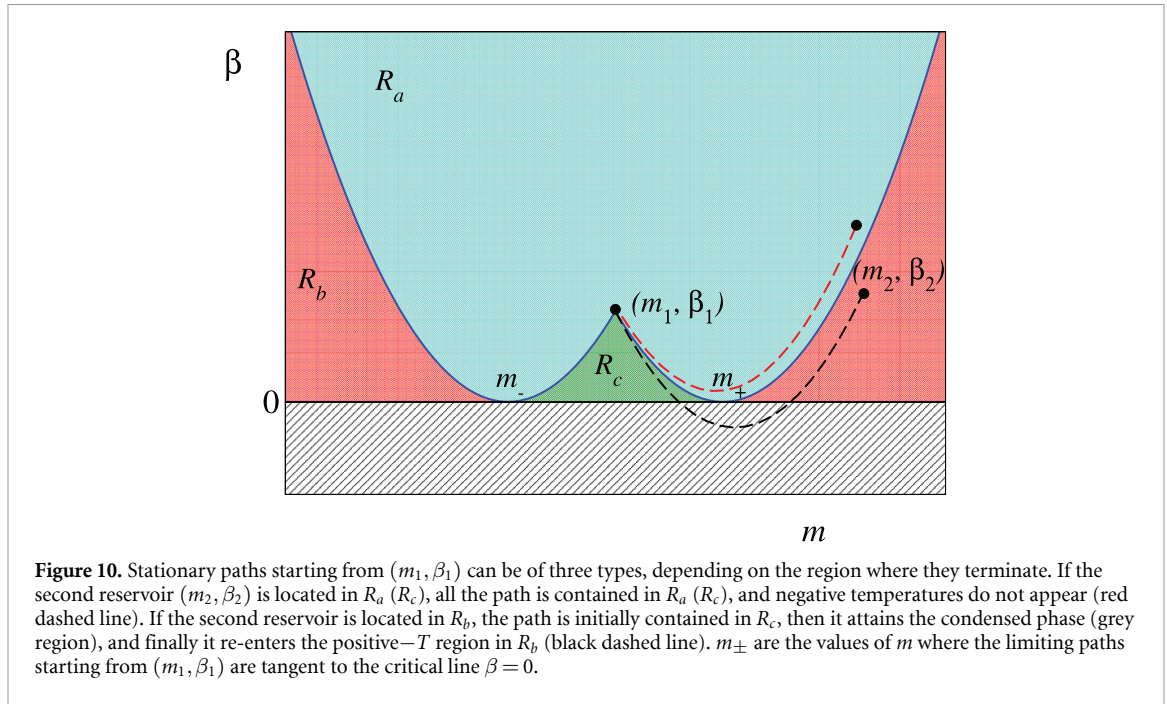 β
R_a
R_b
(m_1, β_1)
(m_2, β_2)
R_c
m_-
m_+
0
m
Figure 10. Stationary paths starting from (m_1, β_1) can be of three types, depending on the region where they terminate. If the
second reservoir (m_2, β_2) is located in R_a (R_c), all the path is contained in R_a (R_c), and negative temperatures do not appear (red
dashed line). If the second reservoir is located in R_b, the path is initially contained in R_c, then it attains the condensed phase (grey
region), and finally it re-enters the positive−T region in R_b (black dashed line). m_± are the values of m where the limiting paths
starting from (m_1, β_1) are tangent to the critical line β = 0.